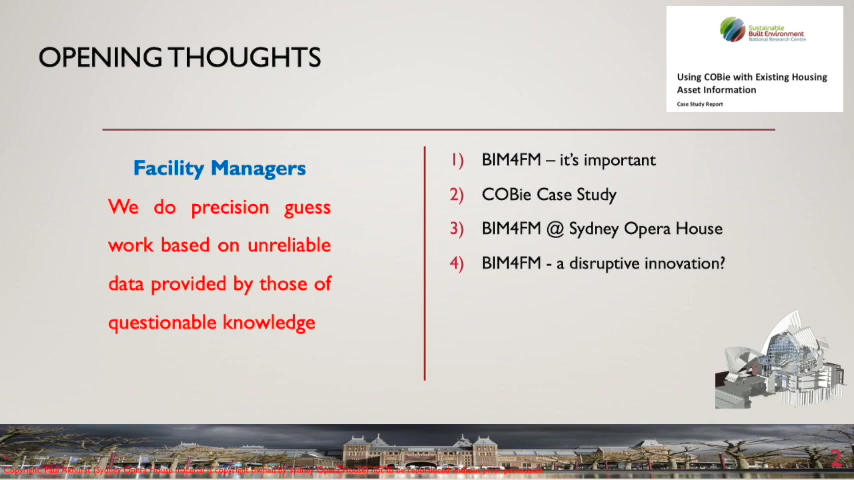 OPENING THOUGHTS
Sustainable
Built Environment
National Research Centre
Using COBie with Existing Housing
Asset Information
Case Study Report
Facility Managers
We do precision guess
work based on unreliable
data provided by those of
questionable knowledge
1) BIM4FM – it’s important
2) COBie Case Study
3) BIM4FM @ Sydney Opera House
4) BIM4FM - a disruptive innovation?
2